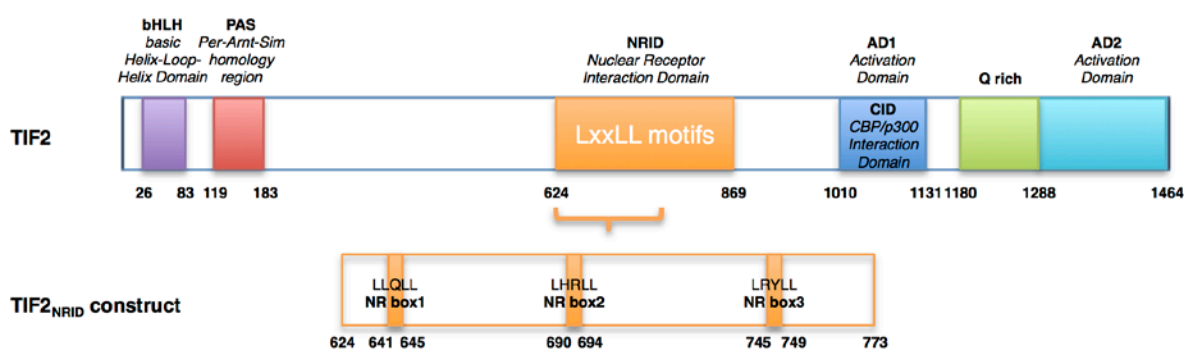 bHLH
basic
Helix-Loop-
Helix Domain
PAS
Per-Arnt-Sim
homology
region
NRID
Nuclear Receptor
Interaction Domain
AD1
Activation
Domain
Q rich
AD2
Activation
Domain
TIF2
LxxLL motifs
CID
CBP/p300
Interaction
Domain
26 83 119 183 624 869 1010 1131 1180 1288 1464
LLQLL LHRLL LRYLL
TIF2NRID construct
NR box1 NR box2 NR box3
624 641 645 690 694 745 749 773